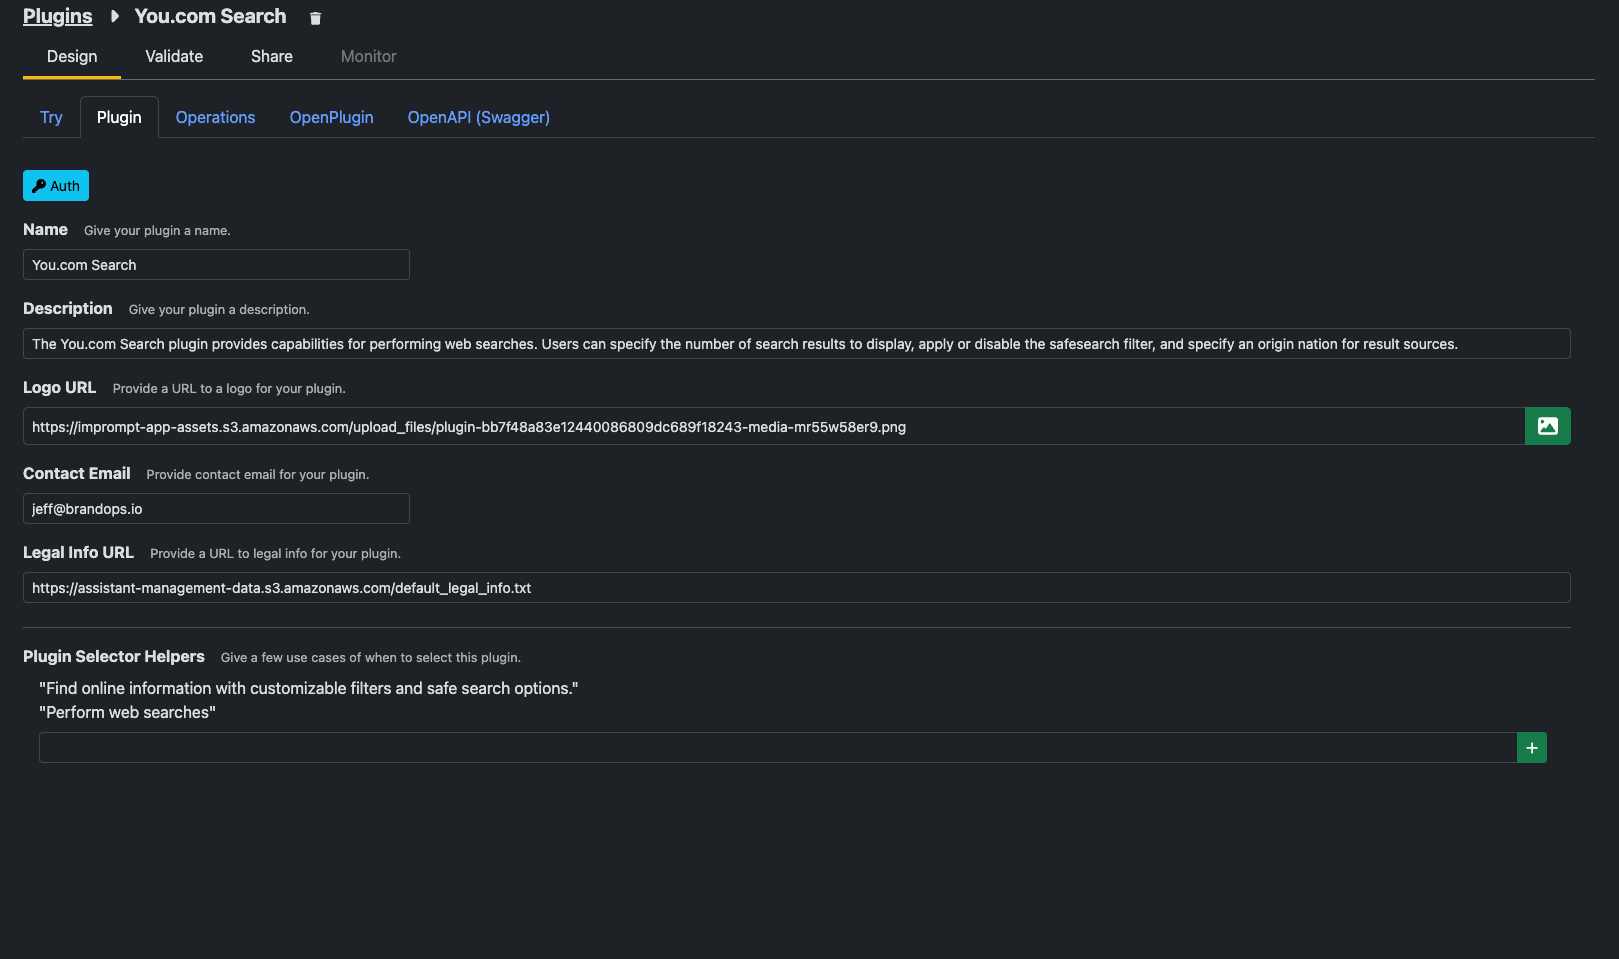 Plugins You.com Search
Design Validate Share Monitor
Try Plugin Operations OpenPlugin OpenAPI (Swagger)
Auth
Name Give your plugin a name.
You.com Search
Description Give your plugin a description.
The You.com Search plugin provides capabilities for performing web searches. Users can specify the number of search results to display, apply or disable the safesearch filter, and specify an origin nation for result sources.
Logo URL Provide a URL to a logo for your plugin.
https://imprompt-app-assets.s3.amazonaws.com/upload_files/plugin-bb7f48a83e12440086809dc689f18243-media-mr55w58er9.png
Contact Email Provide contact email for your plugin.
jeff@brandops.io
Legal Info URL Provide a URL to legal info for your plugin.
https://assistant-management-data.s3.amazonaws.com/default_legal_info.txt
Plugin Selector Helpers Give a few use cases of when to select this plugin.
"Find online information with customizable filters and safe search options."
"Perform web searches"
+